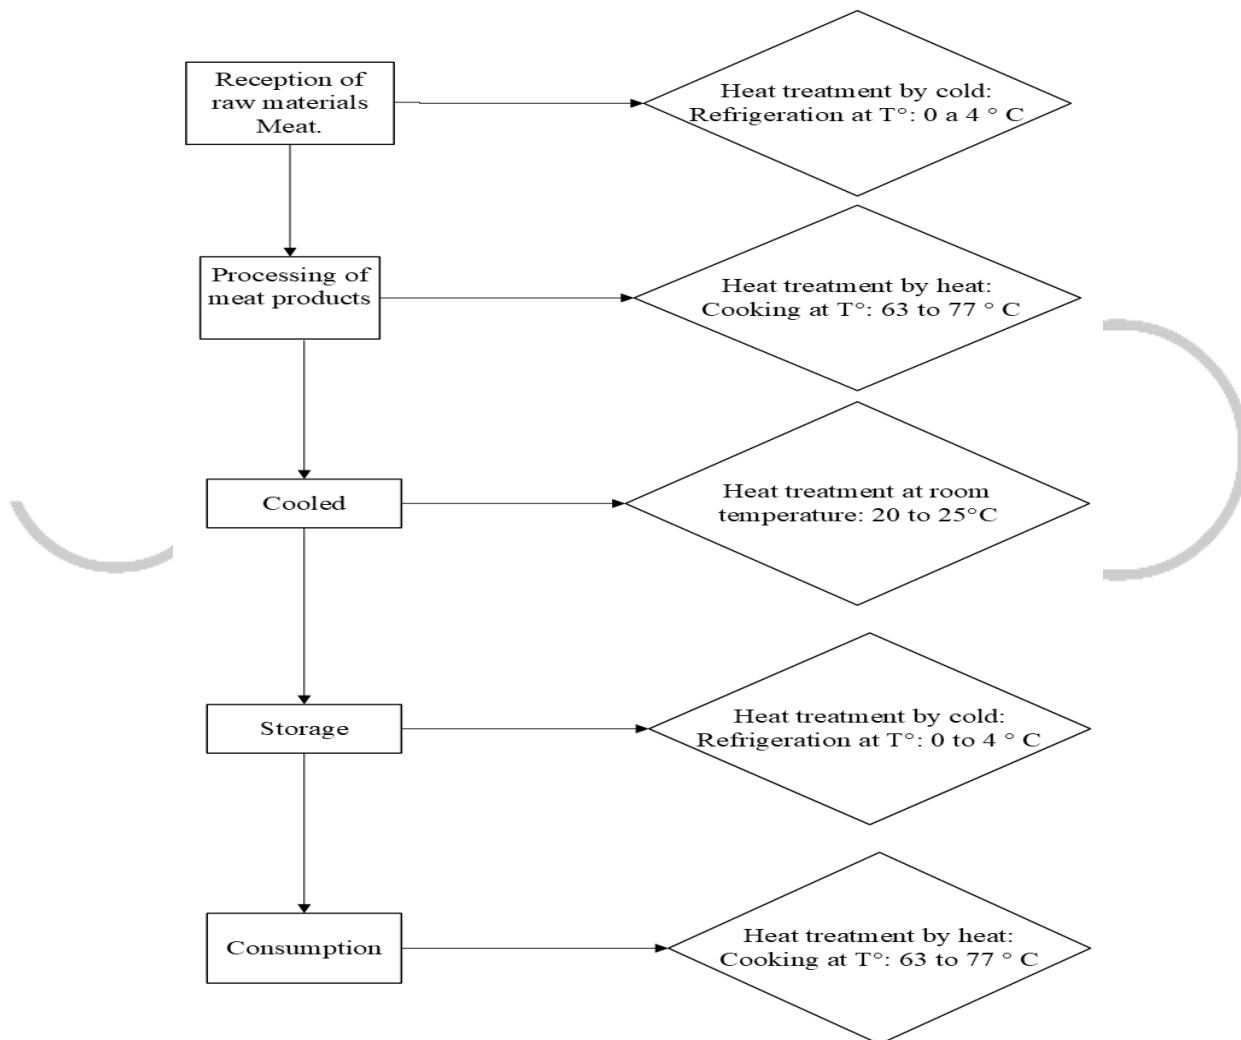 Reception of
raw materials
Meat.
Heat treatment by cold:
Refrigeration at T°: 0 a 4 ° C
Processing of
meat products
Heat treatment by heat:
Cooking at T°: 63 to 77 ° C
Cooled
Heat treatment at room
temperature: 20 to 25°C
Storage
Heat treatment by cold:
Refrigeration at T°: 0 to 4 ° C
Consumption
Heat treatment by heat:
Cooking at T°: 63 to 77 ° C